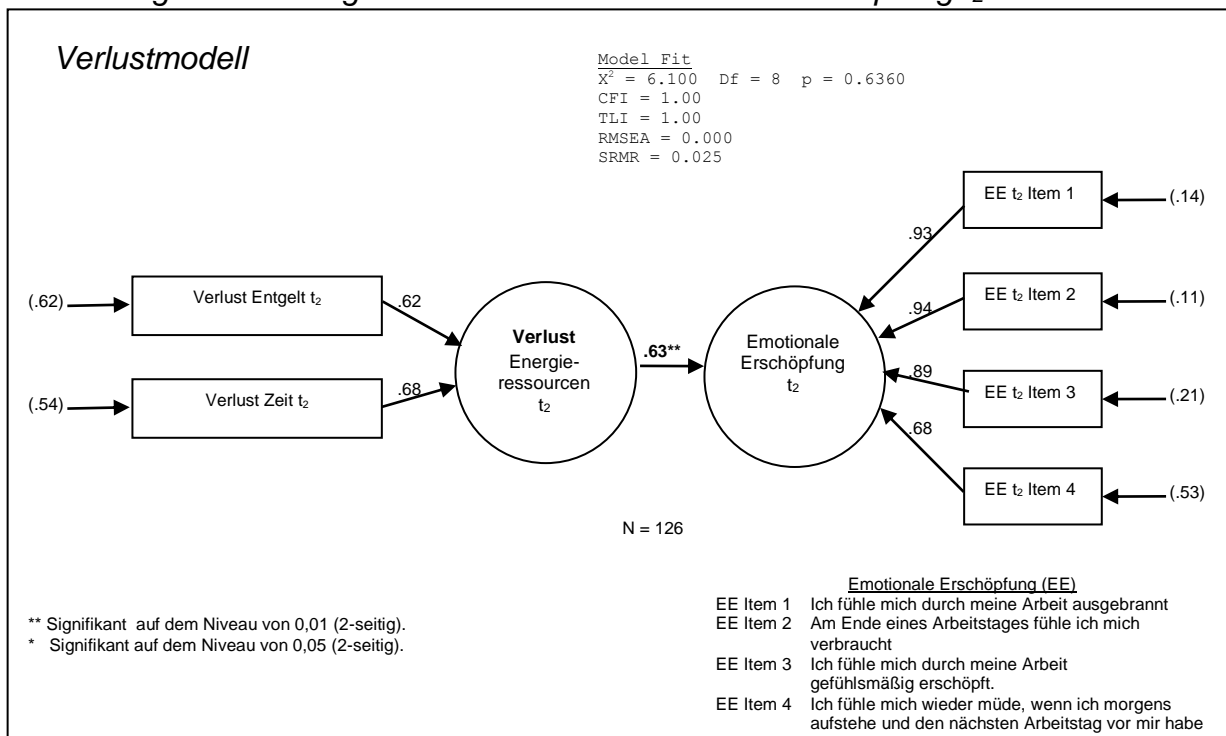 Verlustmodell
Model Fit
X² = 6.100 Df = 8 p = 0.6360
CFI = 1.00
TLI = 1.00
RMSEA = 0.000
SRMR = 0.025
EE t₂ Item 1
(.14)
.93
(.62)
Verlust Entgelt t₂
.62
.94
EE t₂ Item 2
(.11)
Verlust
Energie-
ressourcen
t₂
.63**
Emotionale
Erschöpfung
t₂
(.54)
Verlust Zeit t₂
.68
.89
EE t₂ Item 3
(.21)
.68
EE t₂ Item 4
(.53)
N = 126
** Signifikant auf dem Niveau von 0,01 (2-seitig).
* Signifikant auf dem Niveau von 0,05 (2-seitig).
Emotionale Erschöpfung (EE)
EE Item 1 Ich fühle mich durch meine Arbeit ausgebrannt
EE Item 2 Am Ende eines Arbeitstages fühle ich mich
verbraucht
EE Item 3 Ich fühle mich durch meine Arbeit
gefühlsmäßig erschöpft.
EE Item 4 Ich fühle mich wieder müde, wenn ich morgens
aufstehe und den nächsten Arbeitstag vor mir habe